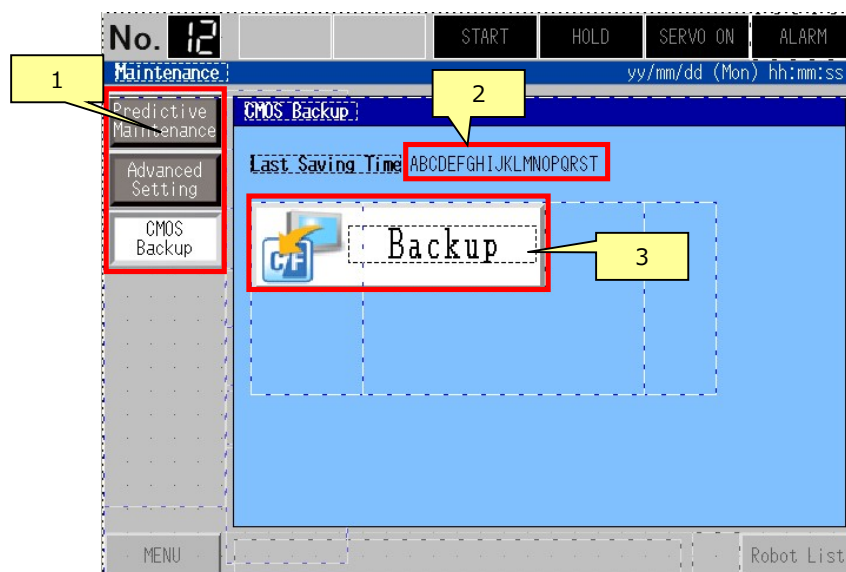 No. 12 START HOLD SERVO ON ALARM
Maintenance yy/mm/dd (Mon) hh:mm:ss
1
2
Predictive
Maintenance
CMOS Backup
Last Saving Time ABCDEFGHIJKLMNOPQRST
Advanced
Setting
CMOS
Backup
C/F Backup
3
MENU Robot List